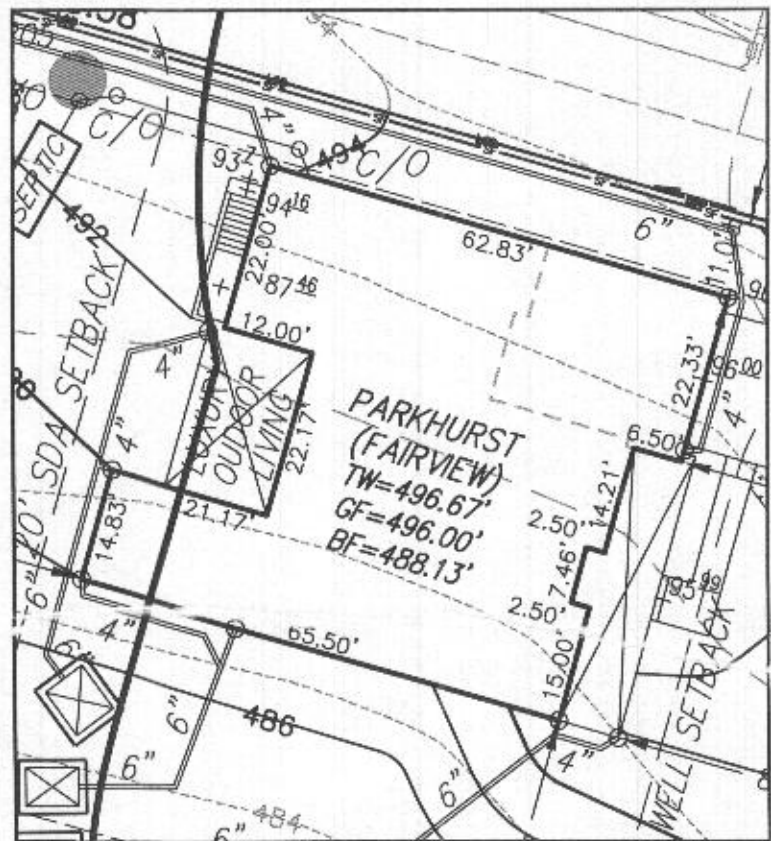 C/O
SEPTIC
492
93
94 16
87 46
4"
494
C/O
62.83'
6"
11.0'
22.00'
12.00'
22.33'
96 00
4"
20' SDA SETBACK
4"
4"
LUXURY
OUTDOOR
LIVING
22.17'
PARKHURST
(FAIRVIEW)
TW=496.67'
GF=496.00'
BF=488.13'
6.50'
14.21'
2.50'
7.46'
2.50'
15.00'
95 99
WELL SETBACK
14.83'
21.17'
6"
4"
65.50'
6"
6"
486
484
6"
6"
4"